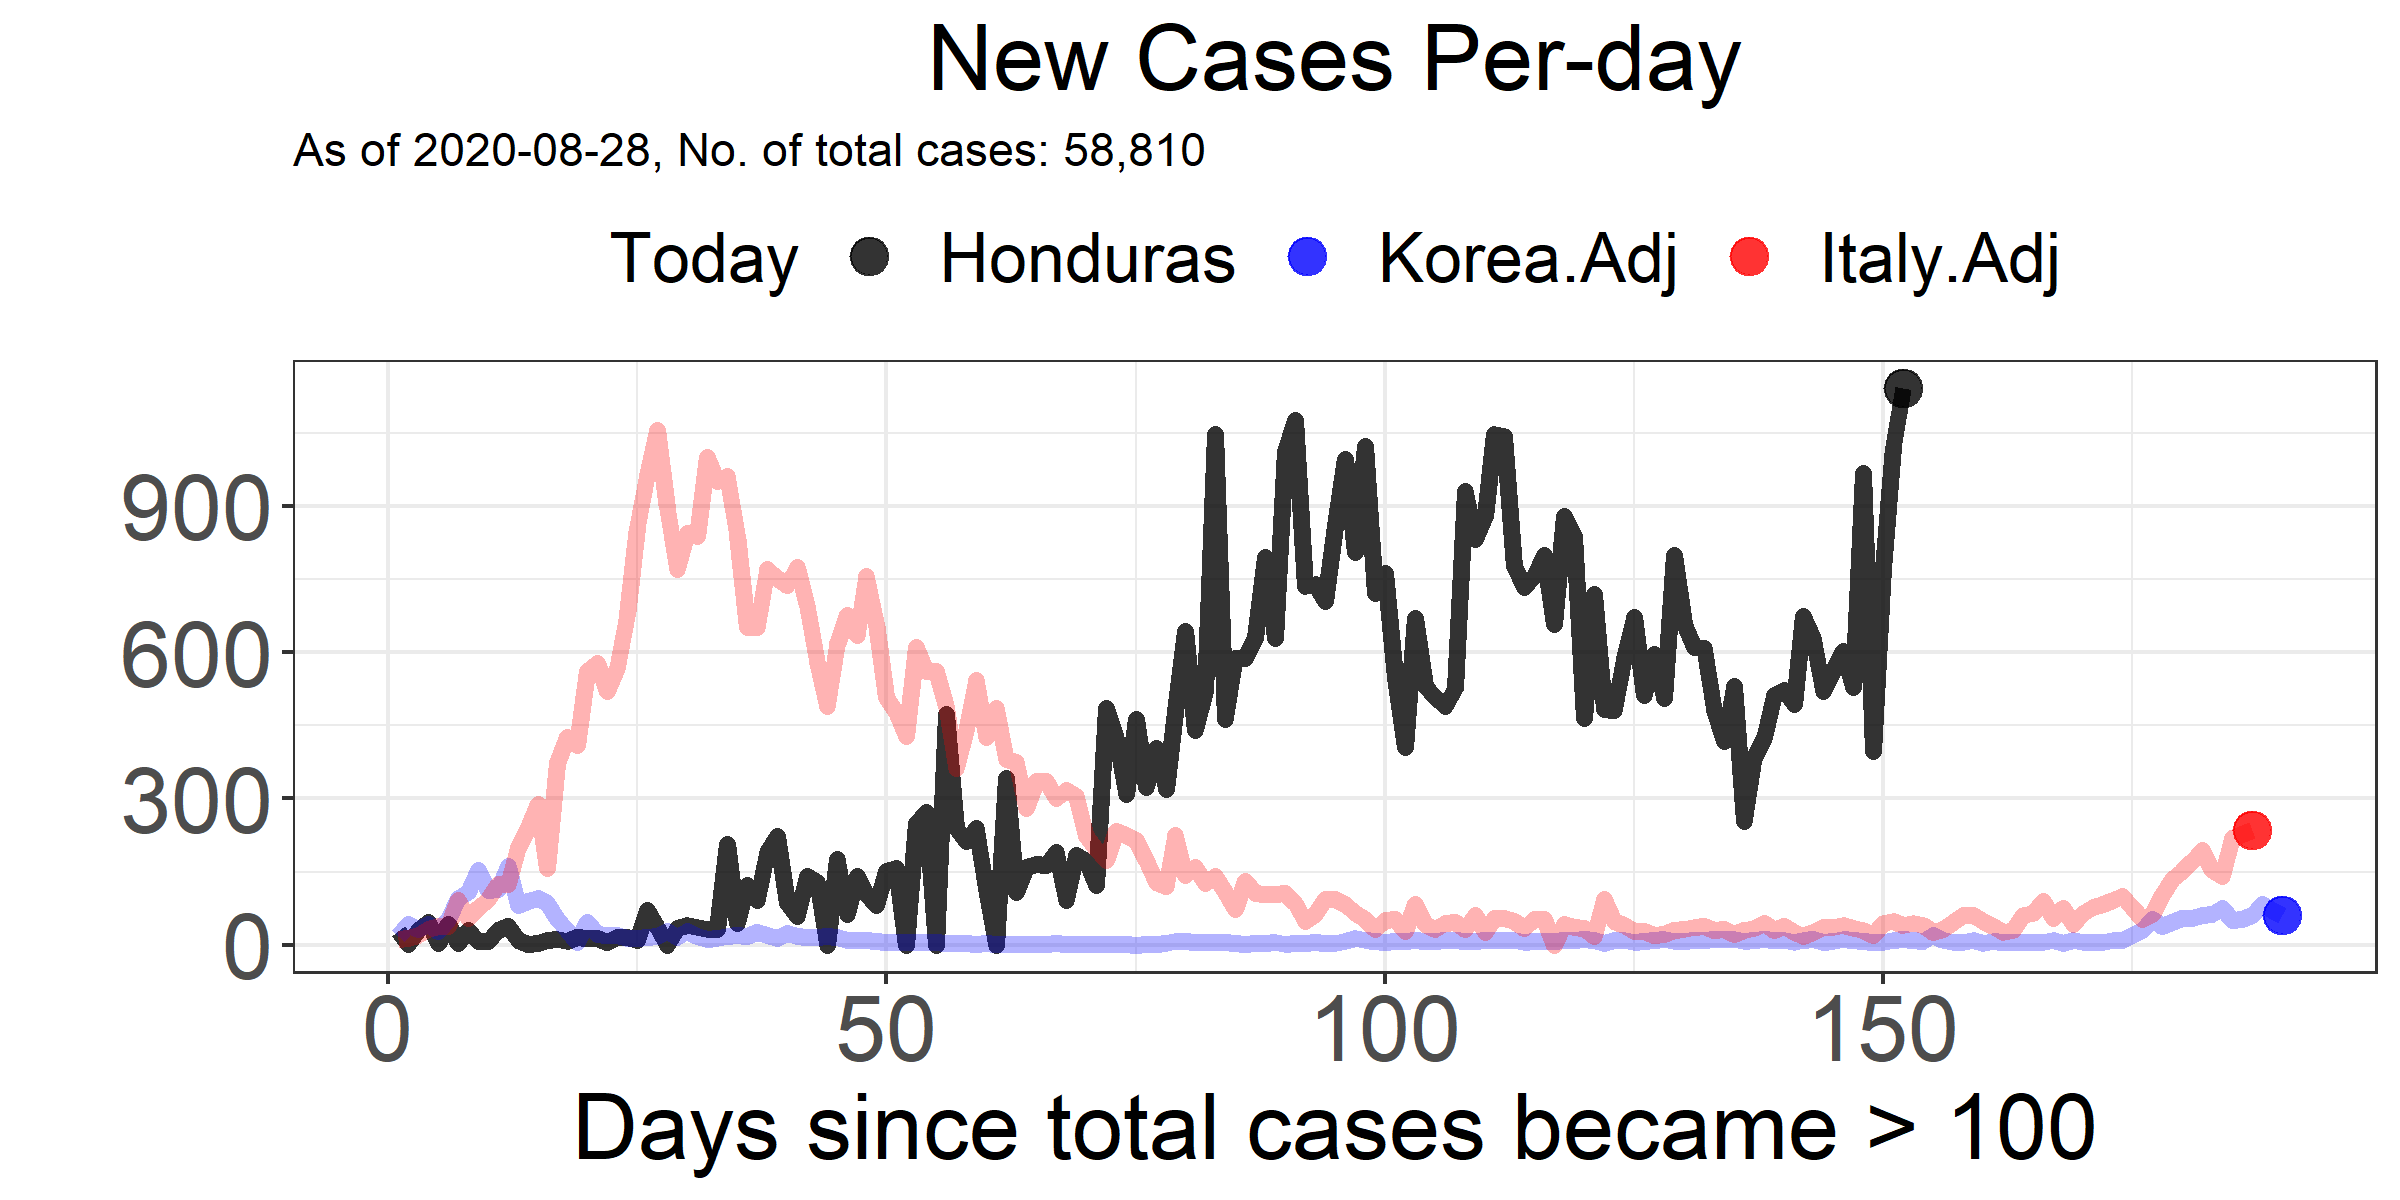 New Cases Per-day
As of 2020-08-28, No. of total cases: 58,810
Today Honduras Korea.Adj Italy.Adj
900
600
300
0
0 50 100 150
Days since total cases became > 100